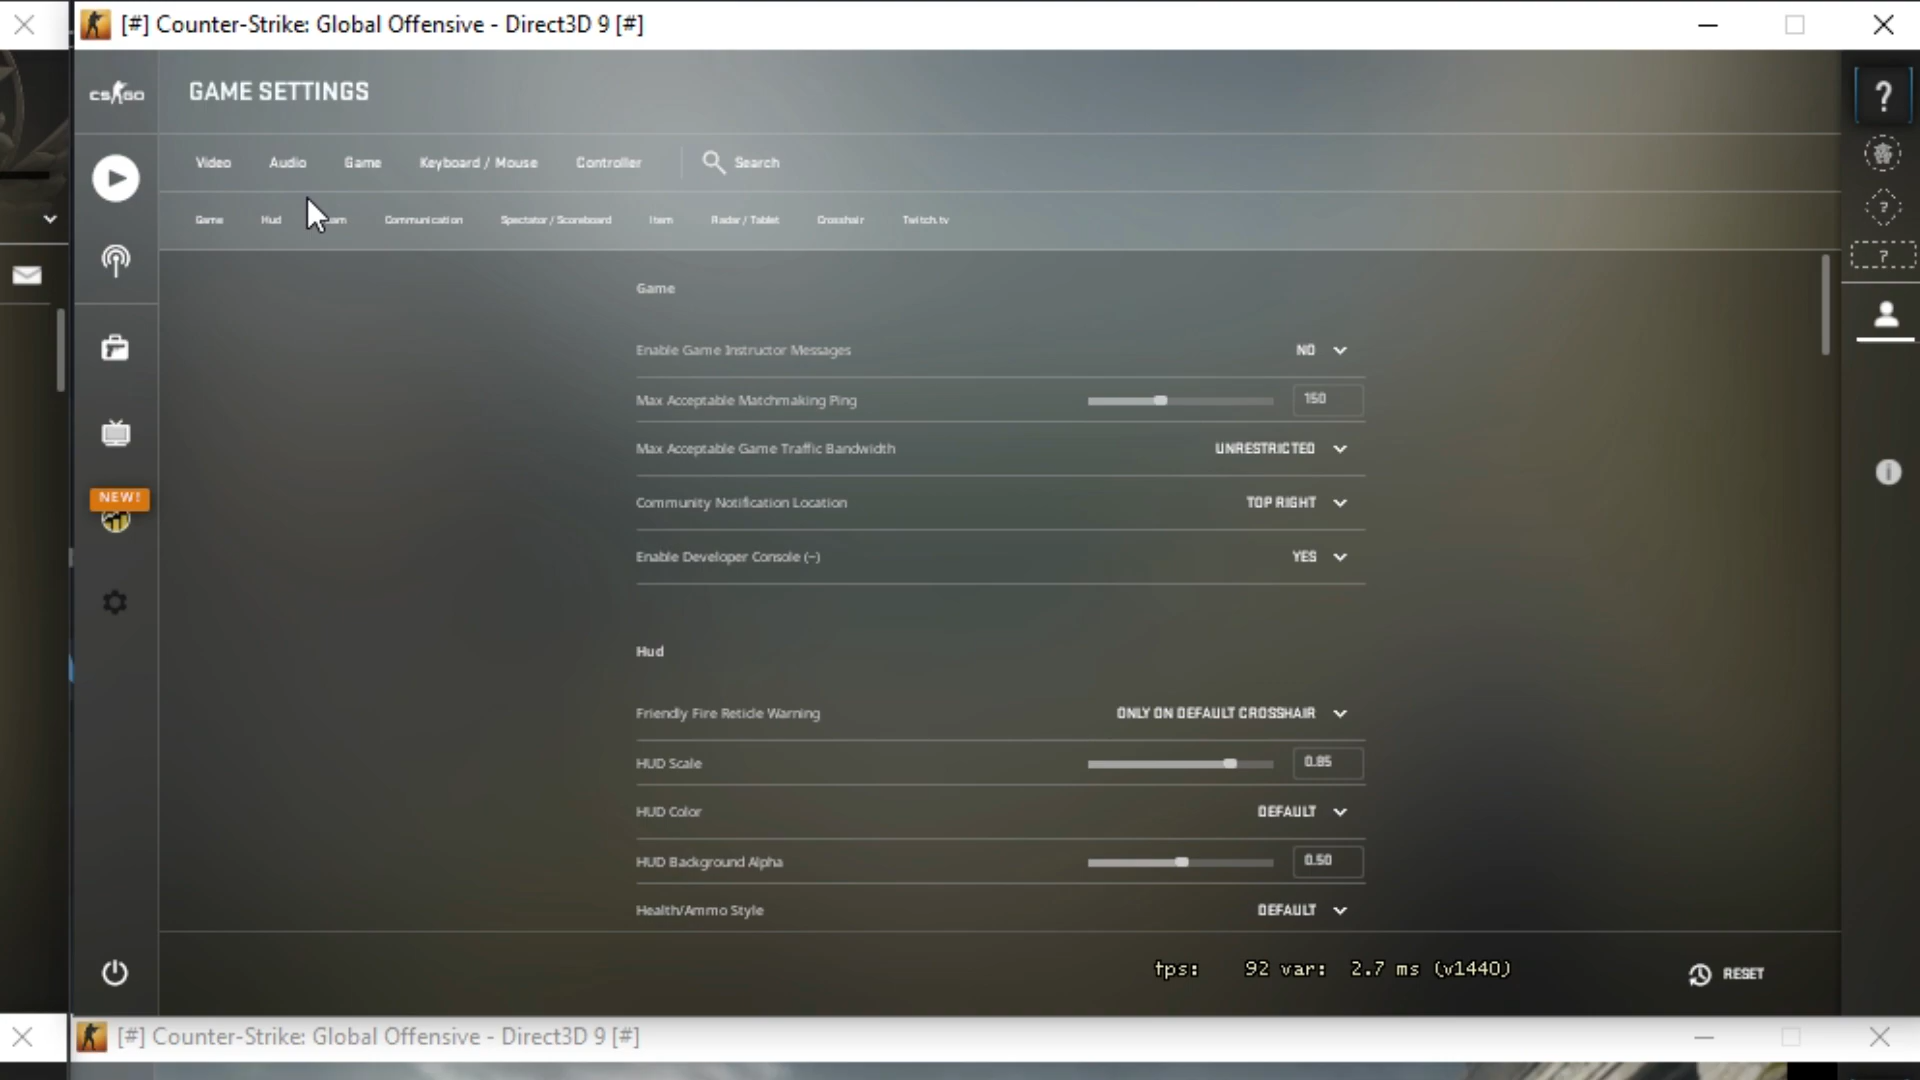 [#] Counter-Strike: Global Offensive - Direct3D 9 [#]
CS GO
GAME SETTINGS
?
Video Audio Game Keyboard / Mouse Controller Search
Game Hud Communication Spectator / Scoreboard Item Radar / Tablet Crosshair Twitch.tv
?
?
Game
Enable Game Instructor Messages NO
Max Acceptable Matchmaking Ping 150
Max Acceptable Game Traffic Bandwidth UNRESTRICTED
Community Notification Location TOP RIGHT
NEW!
Enable Developer Console (~) YES
Hud
Friendly Fire Reticle Warning ONLY ON DEFAULT CROSSHAIR
HUD Scale 0.85
HUD Color DEFAULT
HUD Background Alpha 0.50
Health/Ammo Style DEFAULT
fps: 92 var: 2.7 ms (v1440)
RESET
[#] Counter-Strike: Global Offensive - Direct3D 9 [#]